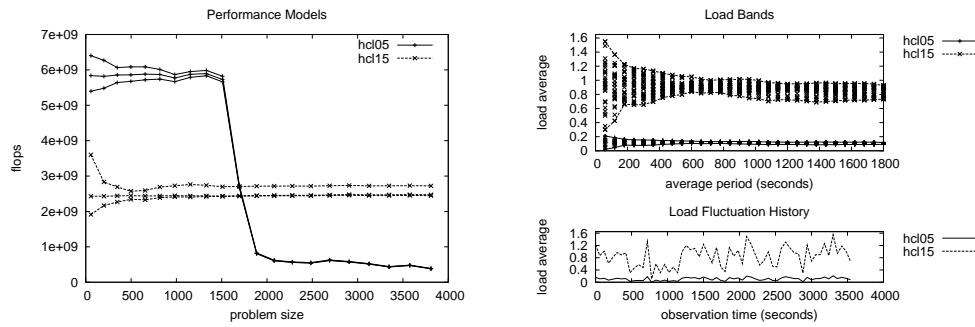 Performance Models
7e+09
6e+09
5e+09
4e+09
3e+09
2e+09
1e+09
0
flops
hcl05
hcl15
0 500 1000 1500 2000 2500 3000 3500 4000
problem size
Load Bands
1.6
1.4
1.2
1
0.8
0.6
0.4
0.2
0
load average
hcl05
hcl15
0 200 400 600 800 1000 1200 1400 1600 1800
average period (seconds)
Load Fluctuation History
1.6
1.2
0.8
0.4
0
load average
hcl05
hcl15
0 500 1000 1500 2000 2500 3000 3500 4000
observation time (seconds)